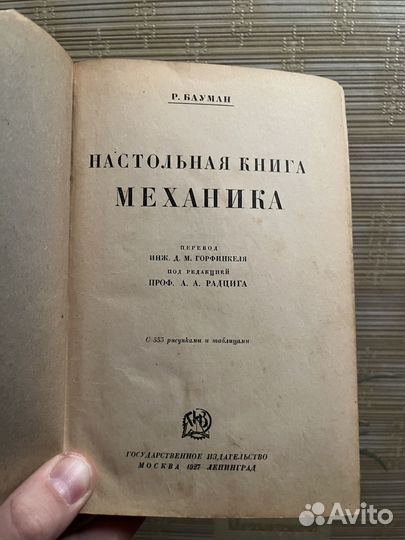 Р. БАУМАН
НАСТОЛЬНАЯ КНИГА
МЕХАНИКА
ПЕРЕВОД
ИНЖ. Д. М. ГОРФИНКЕЛЯ
ПОД РЕДАКЦИЕЙ
ПРОФ. А. А. РАДЦИГА
С 553 рисунками и таблицами
ГОСУДАРСТВЕННОЕ ИЗДАТЕЛЬСТВО
МОСКВА 1927 ЛЕНИНГРАД
Avito